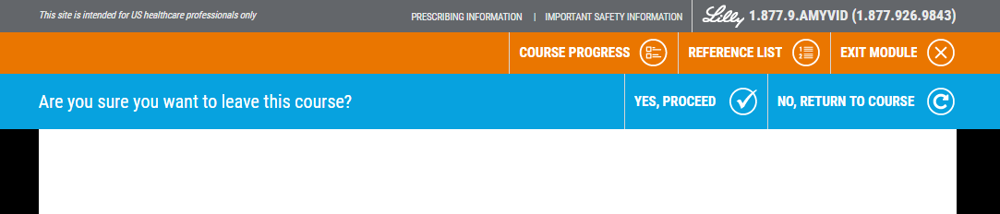 This site is intended for US healthcare professionals only
PRESCRIBING INFORMATION | IMPORTANT SAFETY INFORMATION
Lilly 1.877.9.AMYVID (1.877.926.9843)
COURSE PROGRESS
REFERENCE LIST
EXIT MODULE
Are you sure you want to leave this course?
YES, PROCEED
NO, RETURN TO COURSE